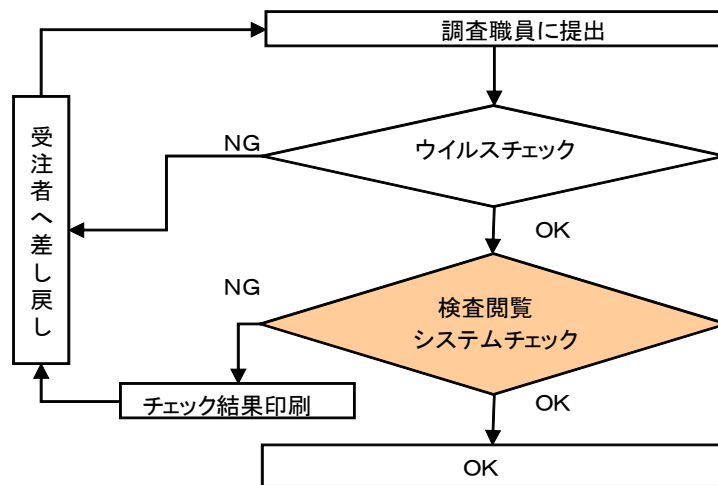 調査職員に提出
ウイルスチェック
NG
OK
受注者へ差し戻し
検査閲覧
システムチェック
NG
OK
チェック結果印刷
OK